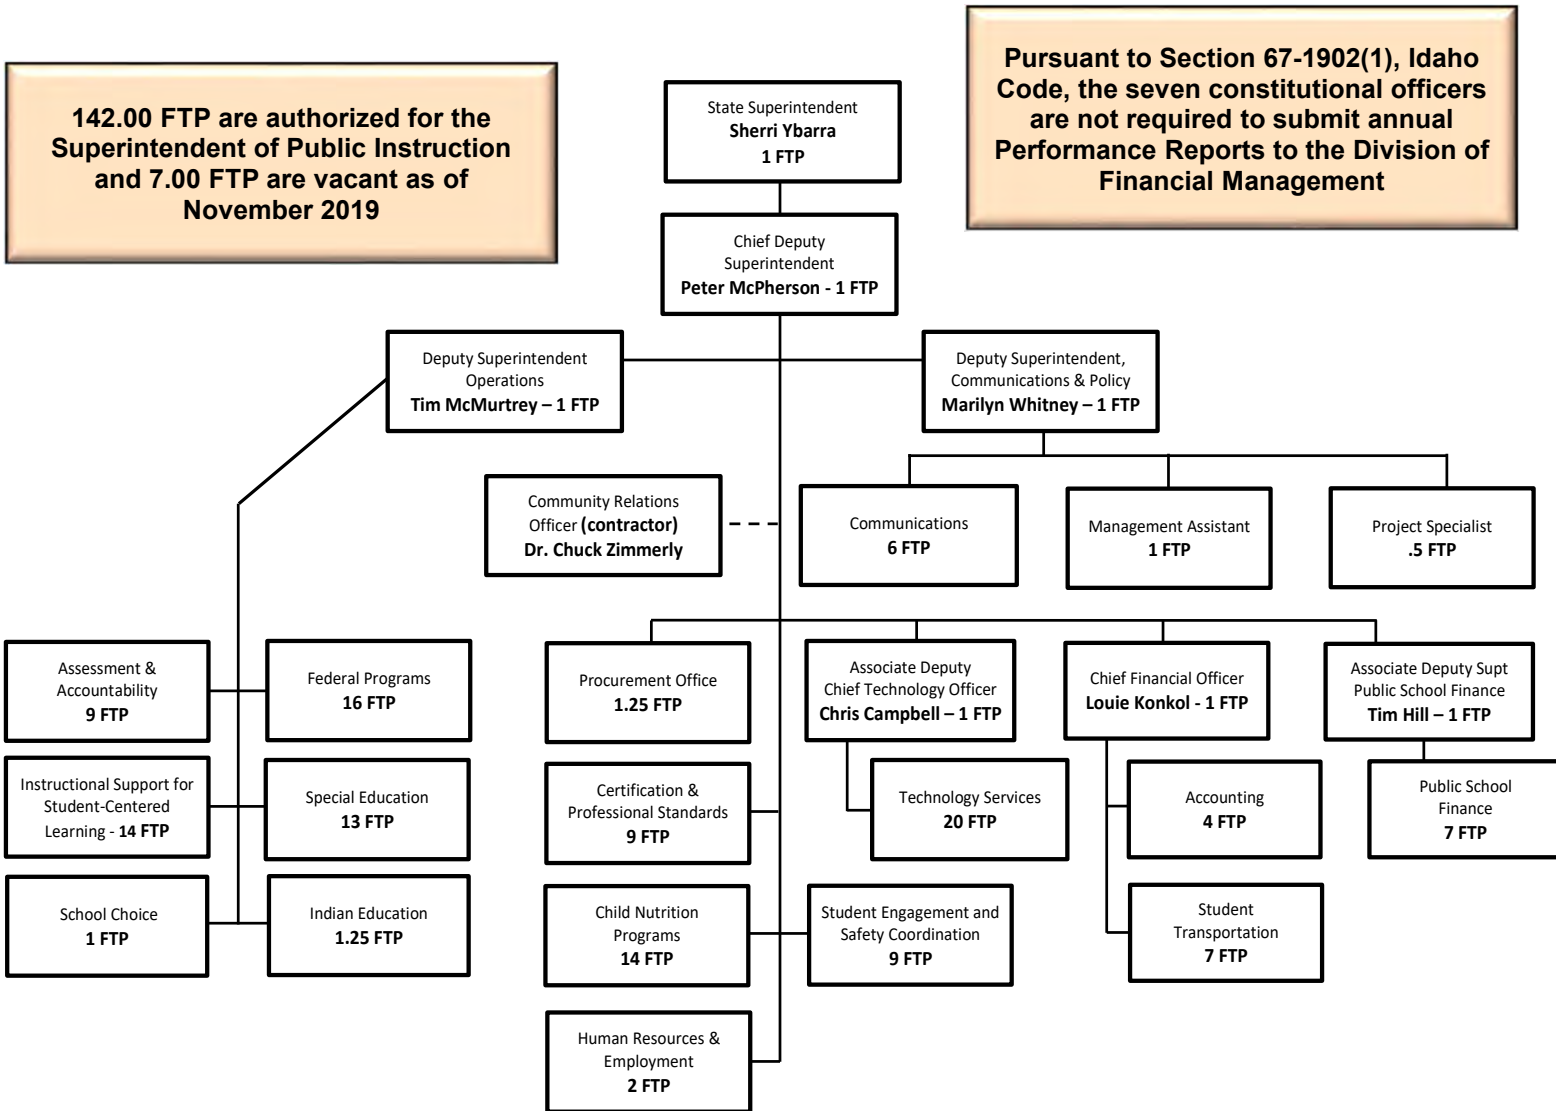 142.00 FTP are authorized for the
Superintendent of Public Instruction
and 7.00 FTP are vacant as of
November 2019
Pursuant to Section 67-1902(1), Idaho
Code, the seven constitutional officers
are not required to submit annual
Performance Reports to the Division of
Financial Management
State Superintendent
Sherri Ybarra
1 FTP
Chief Deputy
Superintendent
Peter McPherson - 1 FTP
Deputy Superintendent
Operations
Tim McMurtrey – 1 FTP
Deputy Superintendent,
Communications & Policy
Marilyn Whitney – 1 FTP
Community Relations
Officer (contractor)
Dr. Chuck Zimmerly
Communications
6 FTP
Management Assistant
1 FTP
Project Specialist
.5 FTP
Assessment &
Accountability
9 FTP
Federal Programs
16 FTP
Procurement Office
1.25 FTP
Associate Deputy
Chief Technology Officer
Chris Campbell – 1 FTP
Chief Financial Officer
Louie Konkol - 1 FTP
Associate Deputy Supt
Public School Finance
Tim Hill – 1 FTP
Instructional Support for
Student-Centered
Learning - 14 FTP
Special Education
13 FTP
Certification &
Professional Standards
9 FTP
Technology Services
20 FTP
Accounting
4 FTP
Public School
Finance
7 FTP
School Choice
1 FTP
Indian Education
1.25 FTP
Child Nutrition
Programs
14 FTP
Student Engagement and
Safety Coordination
9 FTP
Student
Transportation
7 FTP
Human Resources &
Employment
2 FTP